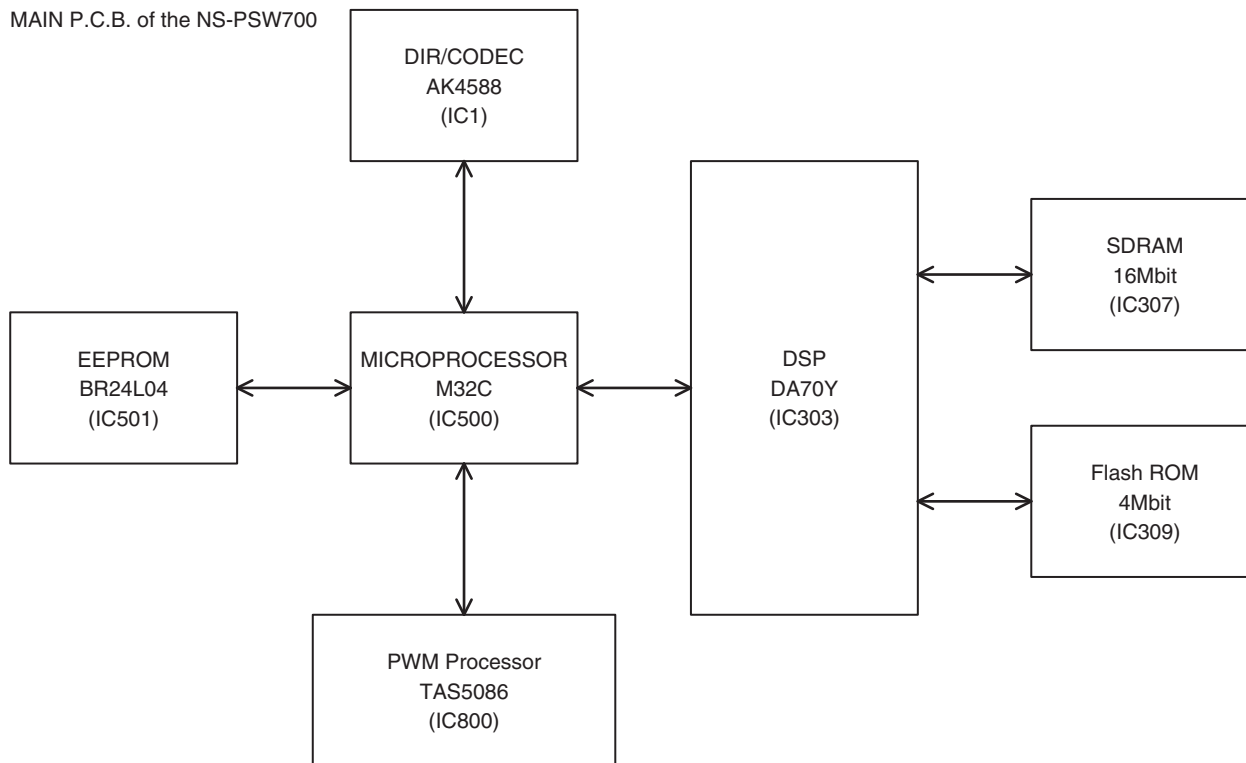 MAIN P.C.B. of the NS-PSW700
DIR/CODEC
AK4588
(IC1)
SDRAM
16Mbit
(IC307)
EEPROM
BR24L04
(IC501)
MICROPROCESSOR
M32C
(IC500)
DSP
DA70Y
(IC303)
Flash ROM
4Mbit
(IC309)
PWM Processor
TAS5086
(IC800)